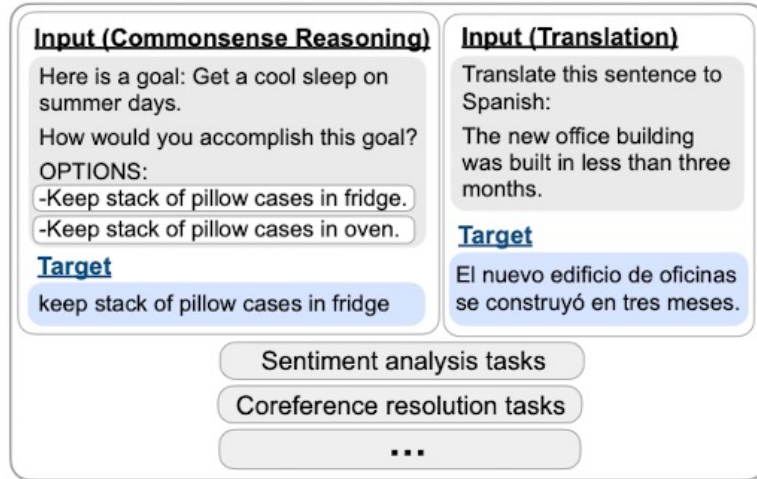 Input (Commonsense Reasoning)
Here is a goal: Get a cool sleep on
summer days.
How would you accomplish this goal?
OPTIONS:
-Keep stack of pillow cases in fridge.
-Keep stack of pillow cases in oven.
Target
keep stack of pillow cases in fridge
Input (Translation)
Translate this sentence to
Spanish:
The new office building
was built in less than three
months.
Target
El nuevo edificio de oficinas
se construyó en tres meses.
Sentiment analysis tasks
Coreference resolution tasks
...